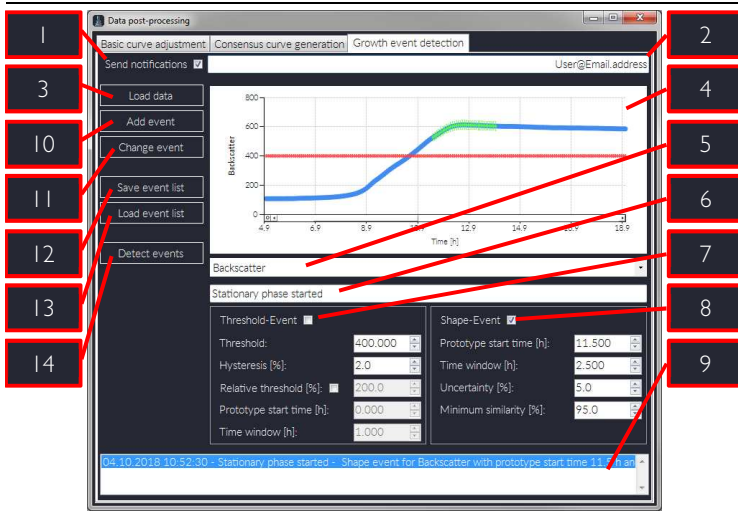 Data post-processing
Basic curve adjustment Consensus curve generation Growth event detection
1
Send notifications User@Email.address
2
3
Load data
4
10
Add event
5
11
Change event
6
12
Save event list
7
13
Load event list
8
14
Detect events
9
Backscatter
800
600
400
200
0
4.9 6.9 8.9 12.9 18.9
Time [h]
Backscatter
Stationary phase started
Threshold-Event
Threshold: 400.000
Hysteresis [%]: 2.0
Relative threshold [%]: 200.0
Prototype start time [h]: 0.000
Time window [h]: 1.000
Shape-Event
Prototype start time [h]: 11.500
Time window [h]: 2.500
Uncertainty [%]: 5.0
Minimum similarity [%]: 95.0
04.10.2018 10:52:30 - Stationary phase started - Shape event for Backscatter with prototype start time 11.5 h an